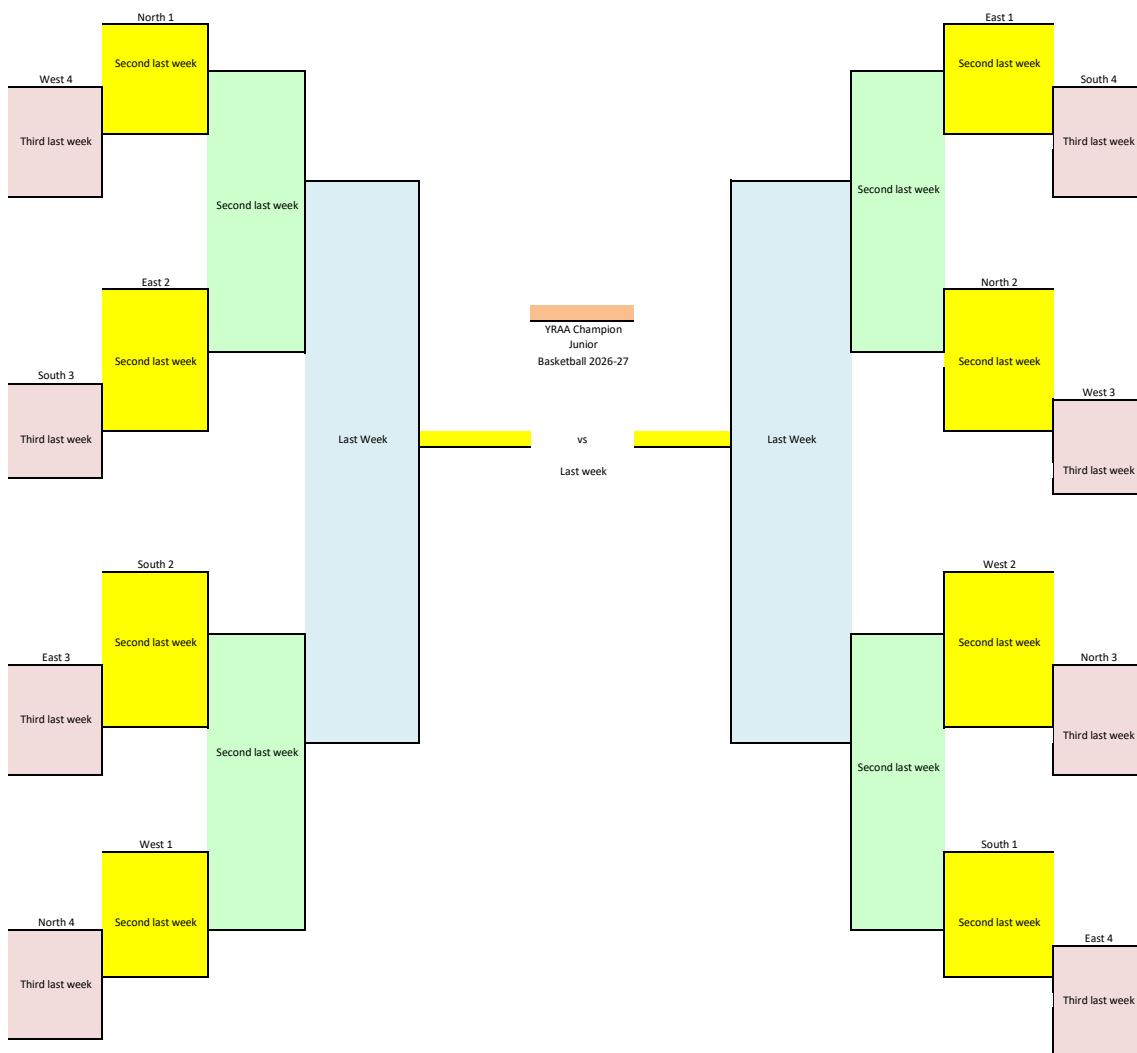 North 1
Second last week
West 4
Third last week
Second last week
East 2
Second last week
South 3
Third last week
Last Week
South 2
Second last week
East 3
Third last week
Second last week
West 1
Second last week
North 4
Third last week
YRAA Champion
Junior
Basketball 2026-27
vs
Last week
East 1
Second last week
South 4
Third last week
Second last week
North 2
Second last week
West 3
Third last week
Last Week
West 2
Second last week
North 3
Third last week
Second last week
South 1
Second last week
East 4
Third last week